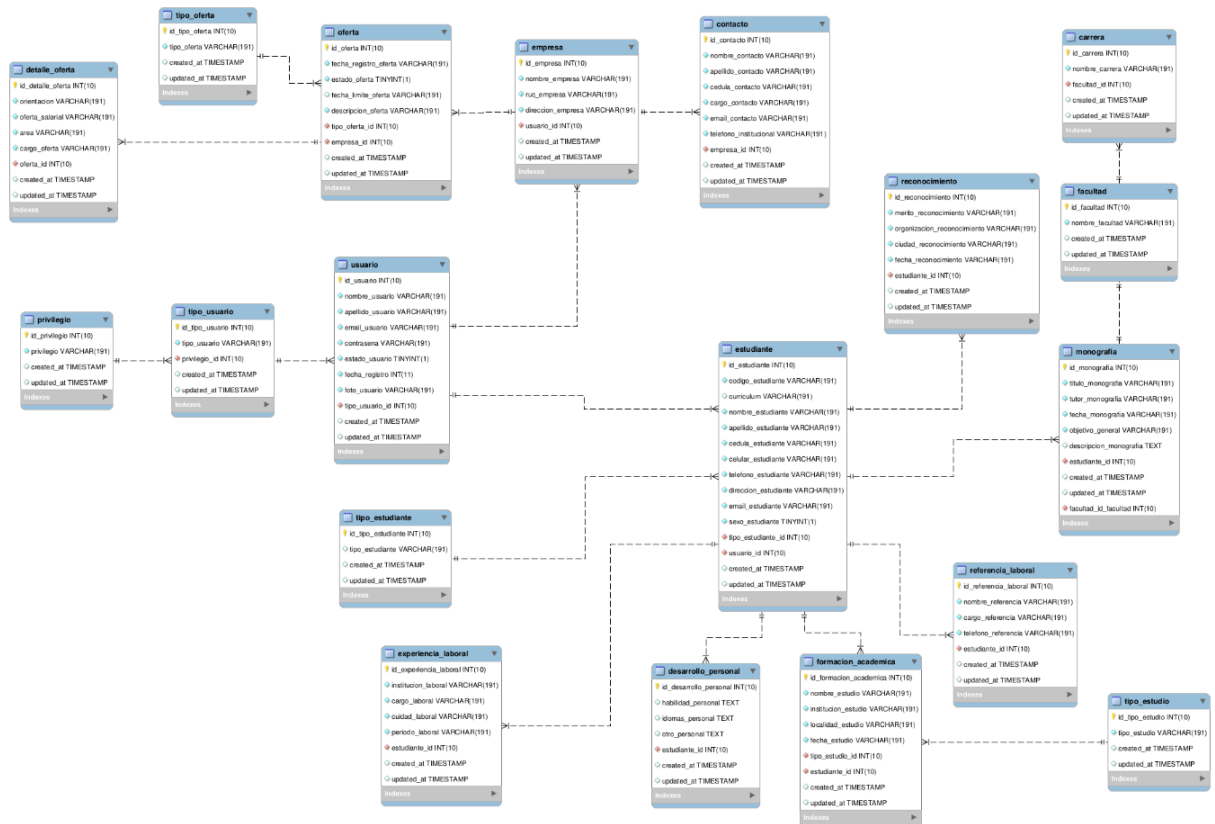 tipo_oferta
id_tipo_oferta INT(10)
tipo_oferta VARCHAR(191)
created_at TIMESTAMP
updated_at TIMESTAMP
Indexes
oferta
id_oferta INT(10)
fecha_registro_oferta VARCHAR(191)
estado_oferta TINYINT(1)
fecha_limite_oferta VARCHAR(191)
descripcion_oferta VARCHAR(191)
tipo_oferta_id INT(10)
empresa_id INT(10)
created_at TIMESTAMP
updated_at TIMESTAMP
Indexes
empresa
id_empresa INT(10)
nombre_empresa VARCHAR(191)
ruc_empresa VARCHAR(191)
direccion_empresa VARCHAR(191)
usuario_id INT(10)
created_at TIMESTAMP
updated_at TIMESTAMP
Indexes
contacto
id_contacto INT(10)
nombre_contacto VARCHAR(191)
apellido_contacto VARCHAR(191)
cedula_contacto VARCHAR(191)
cargo_contacto VARCHAR(191)
email_contacto VARCHAR(191)
telefono_institucional VARCHAR(191)
empresa_id INT(10)
created_at TIMESTAMP
updated_at TIMESTAMP
Indexes
carrera
id_carrera INT(10)
nombre_carrera VARCHAR(191)
facultad_id INT(10)
created_at TIMESTAMP
updated_at TIMESTAMP
Indexes
detalle_oferta
id_detalle_oferta INT(10)
orientacion VARCHAR(191)
oferta_salarial VARCHAR(191)
area VARCHAR(191)
cargo_oferta VARCHAR(191)
oferta_id INT(10)
created_at TIMESTAMP
updated_at TIMESTAMP
Indexes
reconocimiento
id_reconocimiento INT(10)
merito_reconocimiento VARCHAR(191)
organizacion_reconocimiento VARCHAR(191)
ciudad_reconocimiento VARCHAR(191)
fecha_reconocimiento VARCHAR(191)
estudiante_id INT(10)
created_at TIMESTAMP
updated_at TIMESTAMP
Indexes
facultad
id_facultad INT(10)
nombre_facultad VARCHAR(191)
created_at TIMESTAMP
updated_at TIMESTAMP
Indexes
usuario
id_usuario INT(10)
nombre_usuario VARCHAR(191)
apellido_usuario VARCHAR(191)
email_usuario VARCHAR(191)
contrasena VARCHAR(191)
estado_usuario TINYINT(1)
fecha_registro INT(11)
foto_usuario VARCHAR(191)
tipo_usuario_id INT(10)
created_at TIMESTAMP
updated_at TIMESTAMP
Indexes
privilegio
id_privilegio INT(10)
privilegio VARCHAR(191)
created_at TIMESTAMP
updated_at TIMESTAMP
Indexes
tipo_usuario
id_tipo_usuario INT(10)
tipo_usuario VARCHAR(191)
privilegio_id INT(10)
created_at TIMESTAMP
updated_at TIMESTAMP
Indexes
estudiante
id_estudiante INT(10)
codigo_estudiante VARCHAR(191)
curriculum VARCHAR(191)
nombre_estudiante VARCHAR(191)
apellido_estudiante VARCHAR(191)
cedula_estudiante VARCHAR(191)
celular_estudiante VARCHAR(191)
telefono_estudiante VARCHAR(191)
direccion_estudiante VARCHAR(191)
email_estudiante VARCHAR(191)
sexo_estudiante TINYINT(1)
tipo_estudiante_id INT(10)
usuario_id INT(10)
created_at TIMESTAMP
updated_at TIMESTAMP
Indexes
monografia
id_monografia INT(10)
titulo_monografia VARCHAR(191)
tutor_monografia VARCHAR(191)
fecha_monografia VARCHAR(191)
objetivo_general VARCHAR(191)
descripcion_monografia TEXT
estudiante_id INT(10)
created_at TIMESTAMP
updated_at TIMESTAMP
facultad_id_facultad INT(10)
Indexes
tipo_estudiante
id_tipo_estudiante INT(10)
tipo_estudiante VARCHAR(191)
created_at TIMESTAMP
updated_at TIMESTAMP
Indexes
referencia_laboral
id_referencia_laboral INT(10)
nombre_referencia VARCHAR(191)
cargo_referencia VARCHAR(191)
telefono_referencia VARCHAR(191)
estudiante_id INT(10)
created_at TIMESTAMP
updated_at TIMESTAMP
Indexes
experiencia_laboral
id_experiencia_laboral INT(10)
institucion_laboral VARCHAR(191)
cargo_laboral VARCHAR(191)
cuidad_laboral VARCHAR(191)
periodo_laboral VARCHAR(191)
estudiante_id INT(10)
created_at TIMESTAMP
updated_at TIMESTAMP
Indexes
desarrollo_personal
id_desarrollo_personal INT(10)
habilidad_personal TEXT
idiomas_personal TEXT
otro_personal TEXT
estudiante_id INT(10)
created_at TIMESTAMP
updated_at TIMESTAMP
Indexes
formacion_academica
id_formacion_academica INT(10)
nombre_estudio VARCHAR(191)
institucion_estudio VARCHAR(191)
localidad_estudio VARCHAR(191)
fecha_estudio VARCHAR(191)
tipo_estudio_id INT(10)
estudiante_id INT(10)
created_at TIMESTAMP
updated_at TIMESTAMP
Indexes
tipo_estudio
id_tipo_estudio INT(10)
tipo_estudio VARCHAR(191)
created_at TIMESTAMP
updated_at TIMESTAMP
Indexes